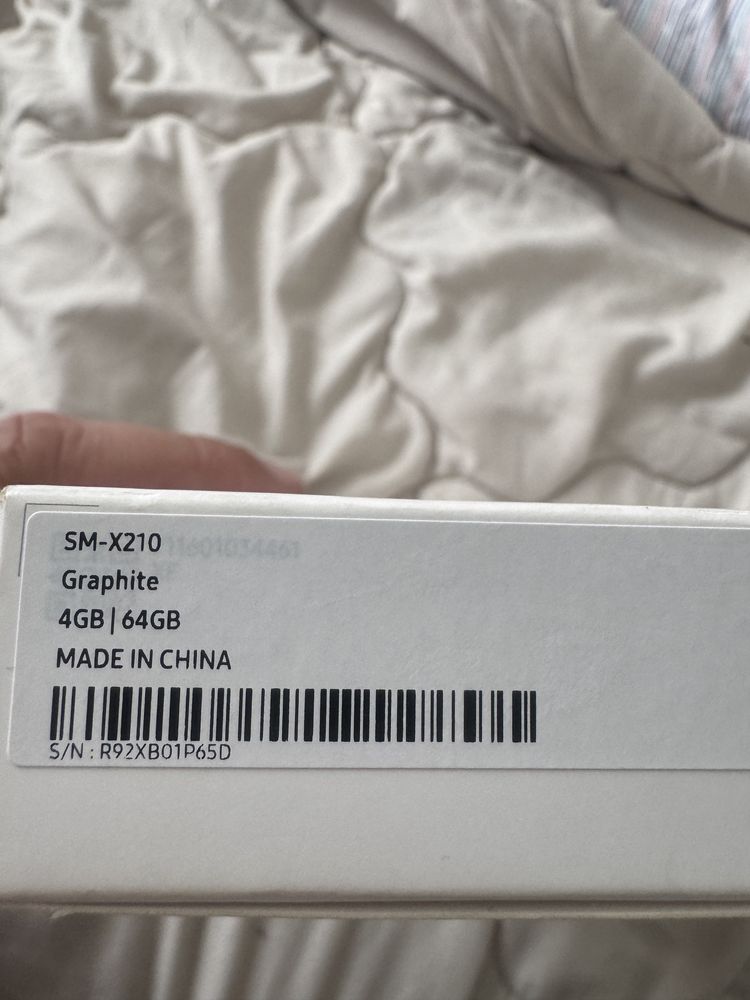 SM-X210
Graphite
4GB | 64GB
MADE IN CHINA
S/N : R92XB01P65D